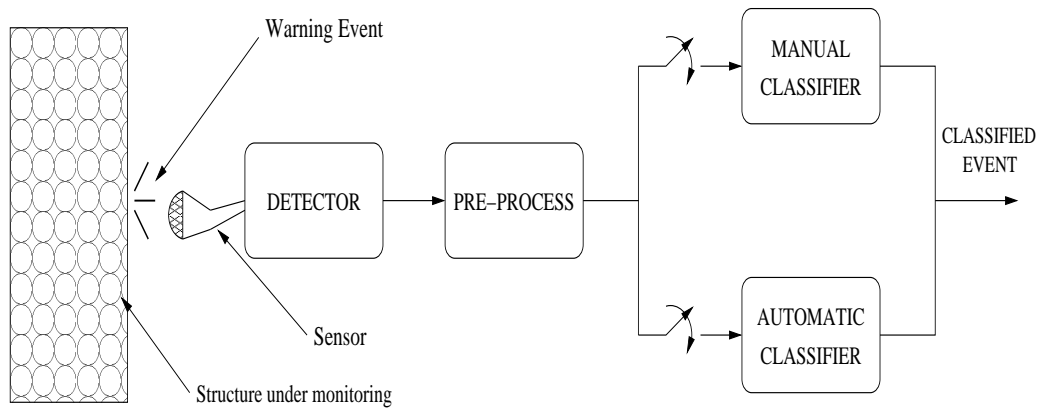 Warning Event
MANUAL
CLASSIFIER
CLASSIFIED
EVENT
DETECTOR
PRE–PROCESS
Sensor
AUTOMATIC
CLASSIFIER
Structure under monitoring